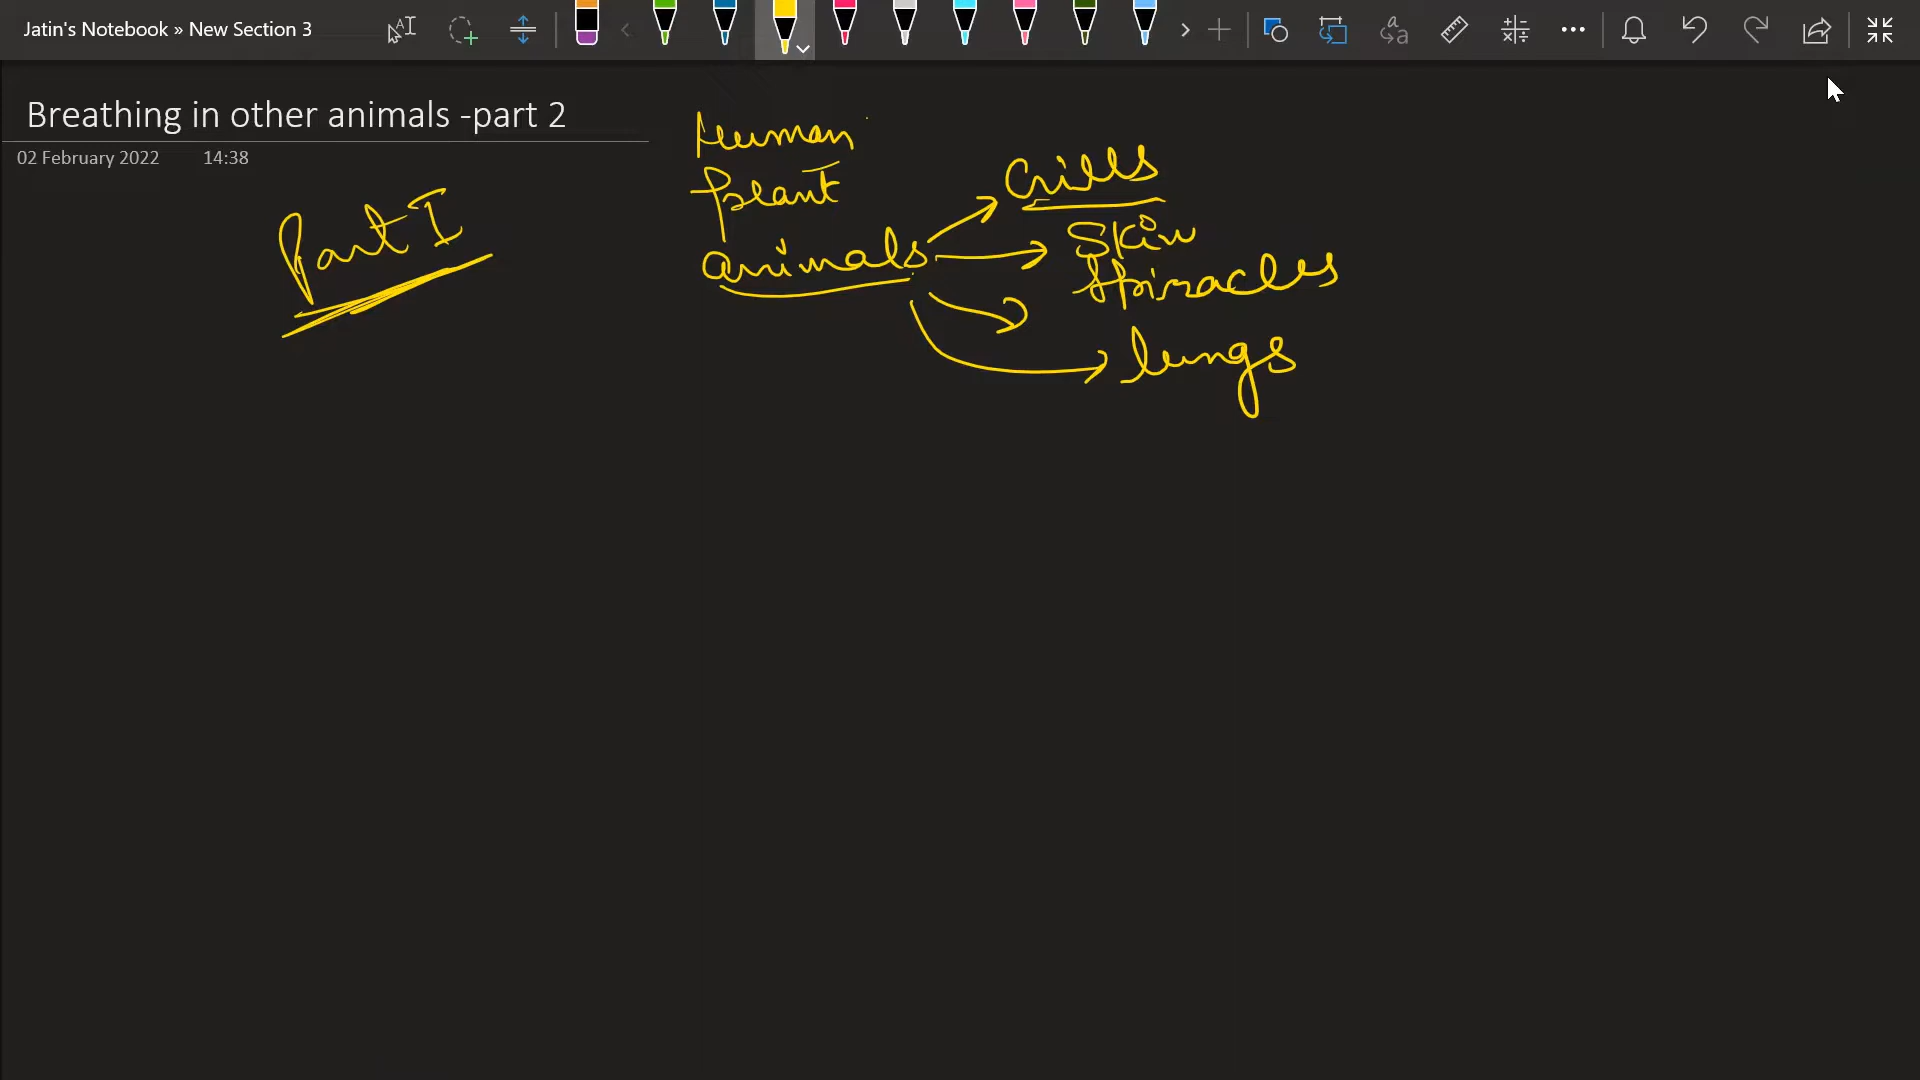 Jatin's Notebook » New Section 3
Breathing in other animals -part 2
02 February 2022 14:38
Part I
Human
plant
animals
Gills
Skin
Spiracles
lungs